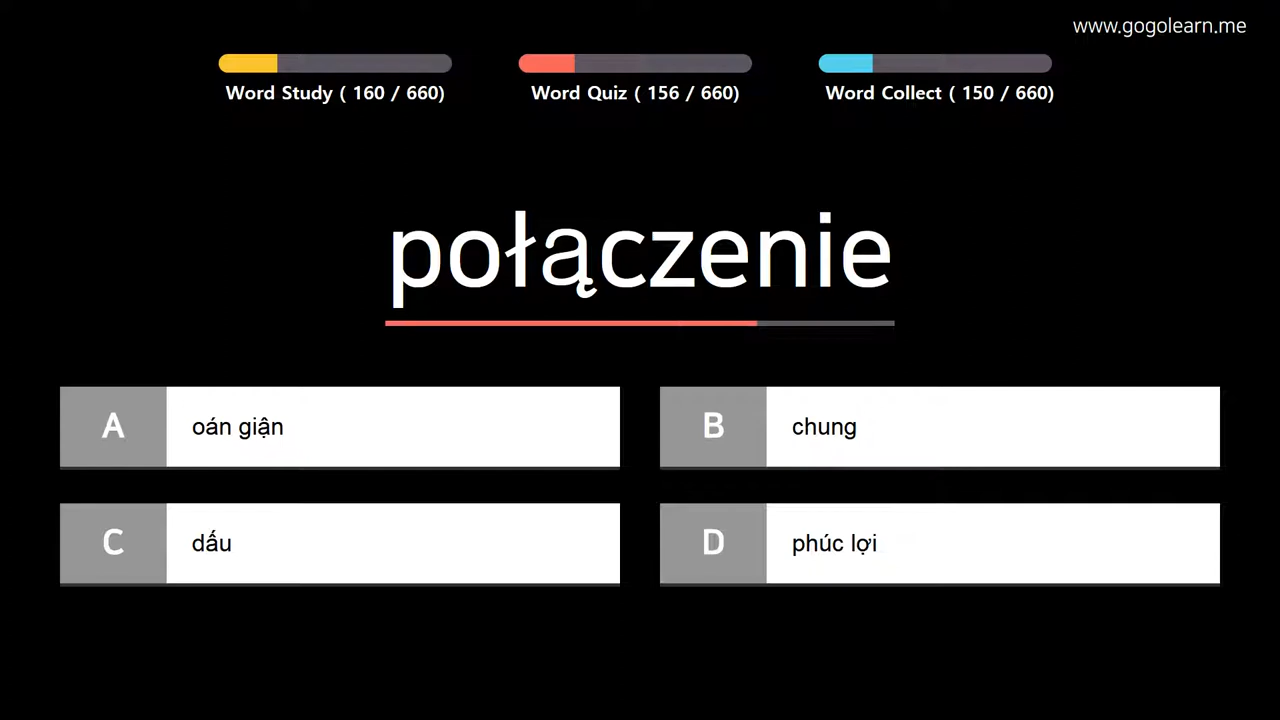 www.gogolearn.me
Word Study ( 160 / 660)
Word Quiz ( 156 / 660)
Word Collect ( 150 / 660)
połączenie
A oán giận
B chung
C dấu
D phúc lợi